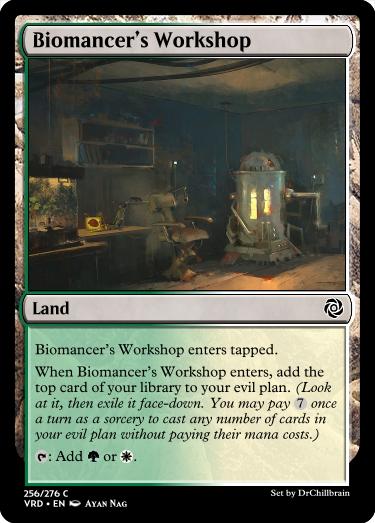 Biomancer's Workshop
Land
Biomancer's Workshop enters tapped.
When Biomancer's Workshop enters, add the
top card of your library to your evil plan. (Look
at it, then exile it face-down. You may pay 7 once
a turn as a sorcery to cast any number of cards in
your evil plan without paying their mana costs.)
: Add or .
256/276 C
VRD • EN Ayan Nag
Set by DrChillbrain